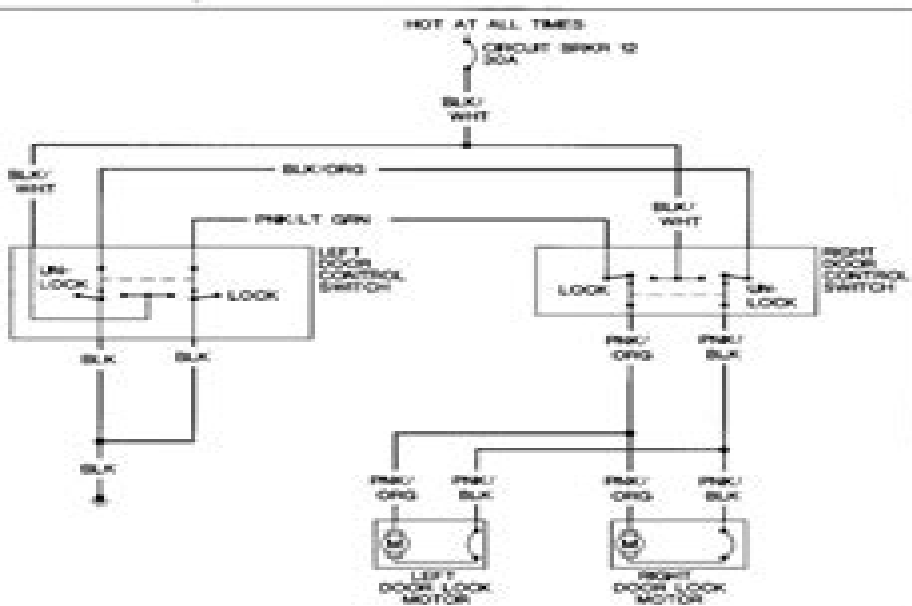 HOT AT ALL TIMES
CIRCUIT BRKR 12
30A
BLK/
WHT
BLK/
WHT
BLK/ORG
BLK/
WHT
PNK/LT GRN
LEFT
DOOR
CONTROL
SWITCH
UN-
LOCK
LOCK
RIGHT
DOOR
CONTROL
SWITCH
LOCK
UN-
LOCK
BLK
BLK
PNK/
ORG
PNK/
BLK
BLK
PNK/
ORG
PNK/
BLK
PNK/
ORG
PNK/
BLK
M
M
LEFT
DOOR LOCK
MOTOR
RIGHT
DOOR LOCK
MOTOR